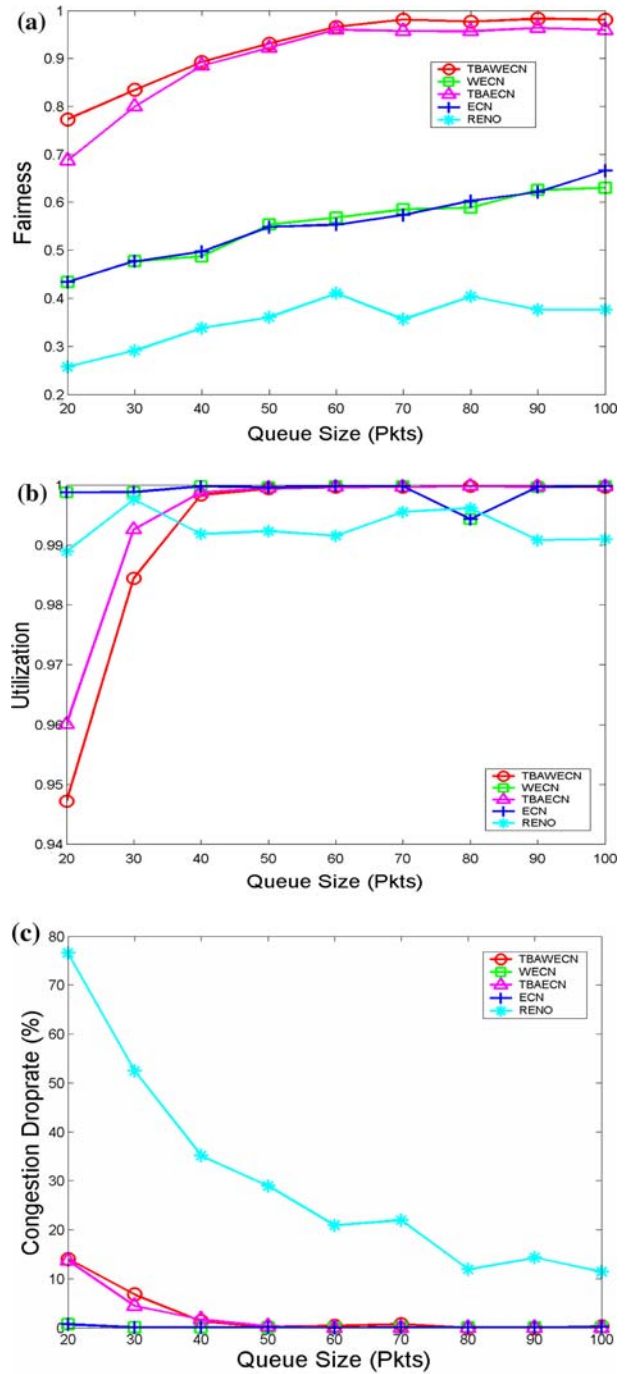 (a)
1
0.9
0.8
0.7
0.6
0.5
0.4
0.3
0.2
Fairness
TBAWECN
WECN
TBAECN
ECN
RENO
20 30 40 50 60 70 80 90 100
Queue Size (Pkts)
(b)
1
0.99
0.98
0.97
0.96
0.95
0.94
Utilization
TBAWECN
WECN
TBAECN
ECN
RENO
20 30 40 50 60 70 80 90 100
Queue Size (Pkts)
(c)
80
70
60
50
40
30
20
10
0
Congestion Droprate (%)
TBAWECN
WECN
TBAECN
ECN
RENO
20 30 40 50 60 70 80 90 100
Queue Size (Pkts)